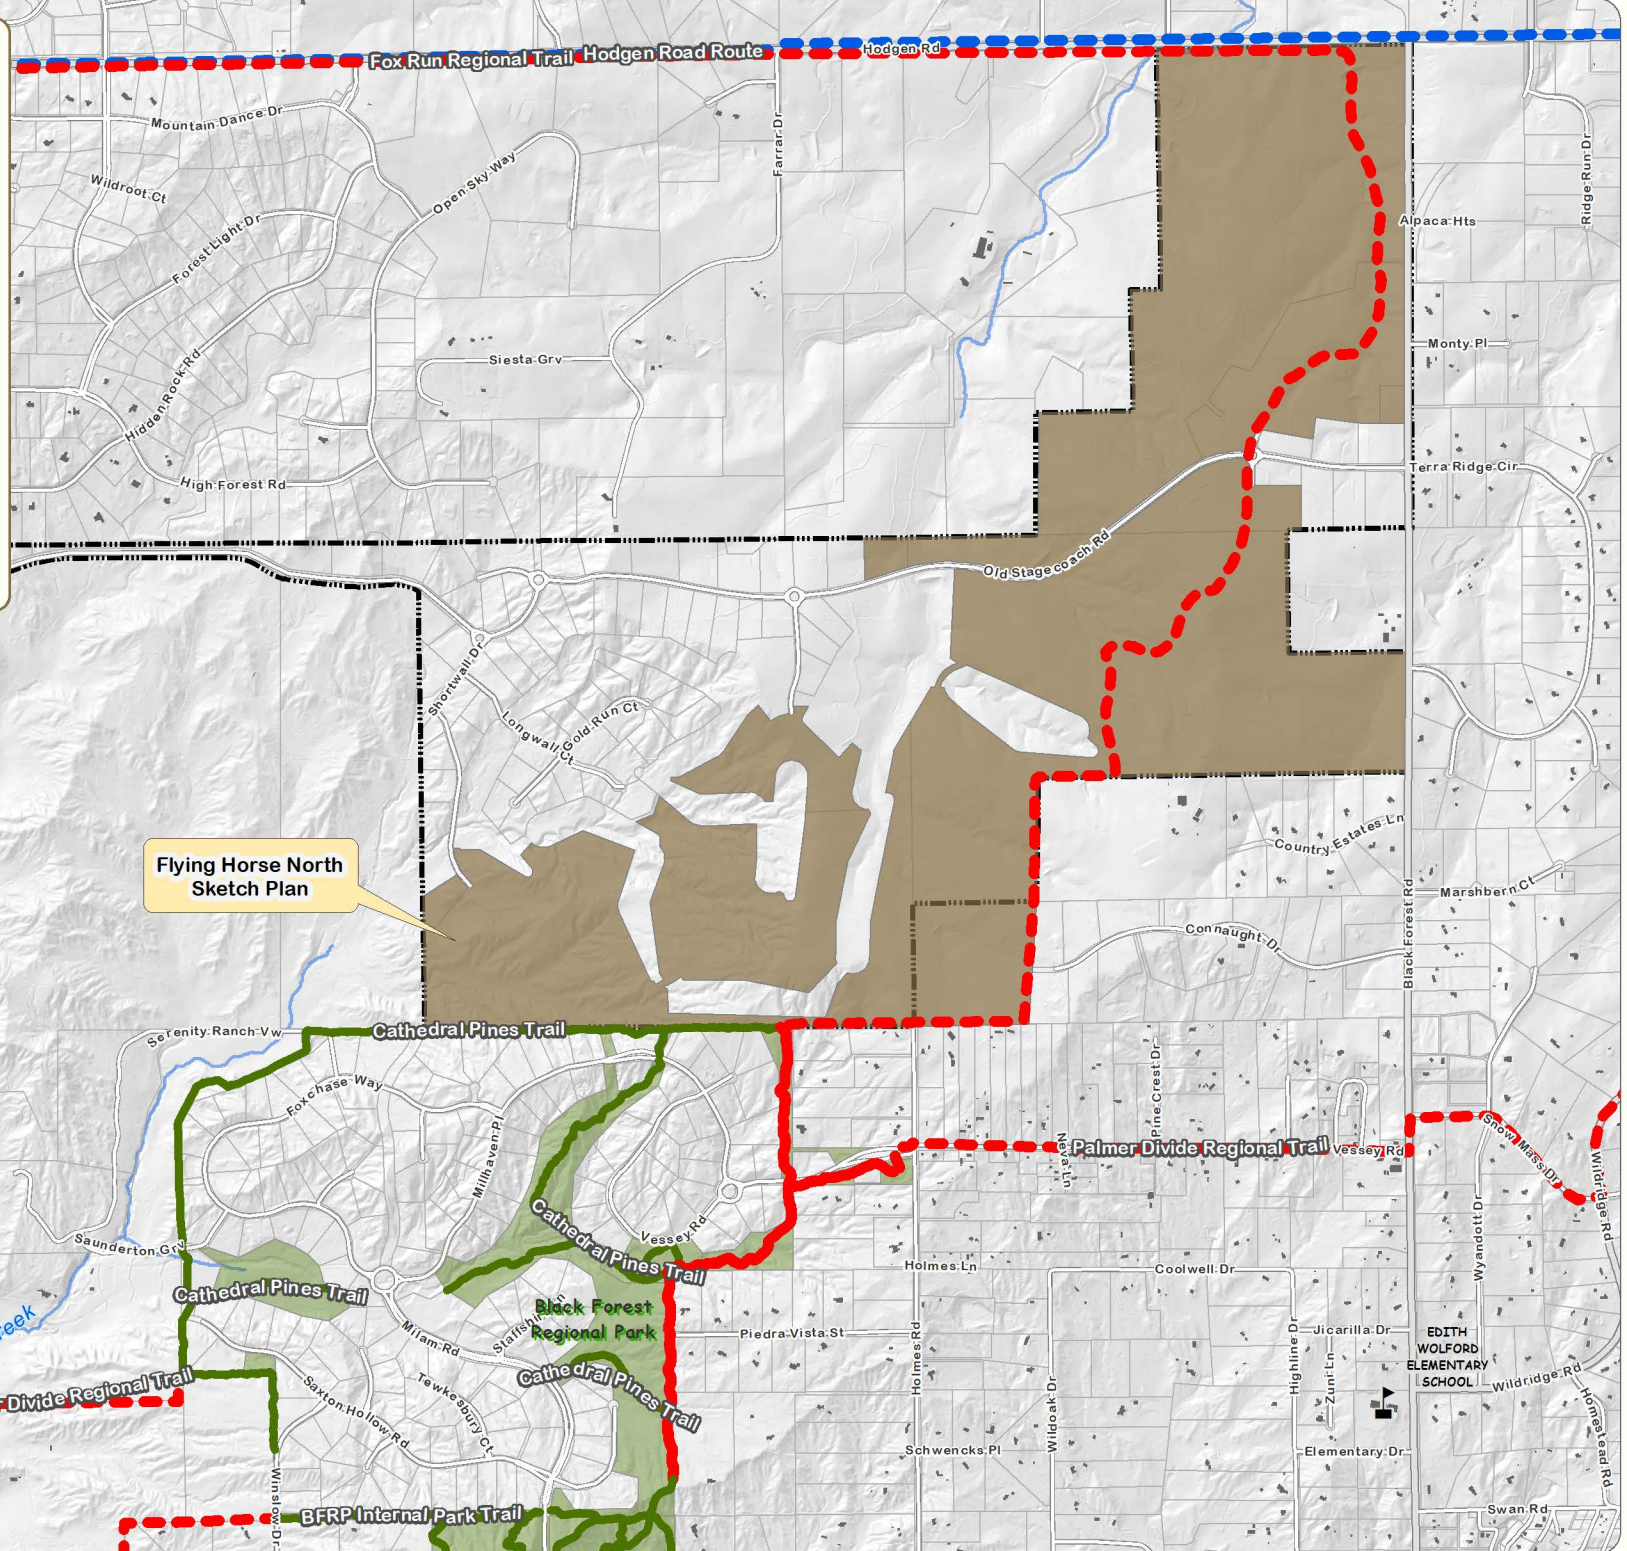 Fox Run Regional Trail
Hodgen Road Route
Hodgen Rd
Mountain Dance Dr
Farrar Dr
Ridge Run Dr
Wildroot Ct
Open Sky Way
Forest Light Dr
Alpaca Hts
Monty Pl
Siesta Grv
Hidden Rock Rd
High Forest Rd
Terra Ridge Cir
Old Stagecoach Rd
Shortwall Dr
Longwall Ct
Gold Run Ct
Flying Horse North
Sketch Plan
Country Estates Ln
Marshbern Ct
Black Forest Rd
Connaught Dr
Serenity Ranch Vw
Cathedral Pines Trail
Foxchase Way
Milhaven Pl
Pine Crest Dr
Neva Ln
Palmer Divide Regional Trail
Vessey Rd
Snow Mass Dr
Wildridge Rd
Saunderton Grv
Cathedral Pines Trail
Vessey Rd
Wyandott Dr
Cathedral Pines Trail
Holmes Ln
Coolwell Dr
reek
Black Forest
Regional Park
Milam Rd
Piedra Vista St
Holmes Rd
Highline Dr
Jicarilla Dr
Zuni Ln
EDITH
WOLFORD
ELEMENTARY
SCHOOL
Divide Regional Trail
Saxton Hollow Rd
Tewkesbury Ct
Cathedral Pines Trail
Wildoak Dr
Wildridge Rd
Homestead Rd
Schwencks Pl
Elementary Dr
Winslow Dr
BFRP Internal Park Trail
Swan Rd